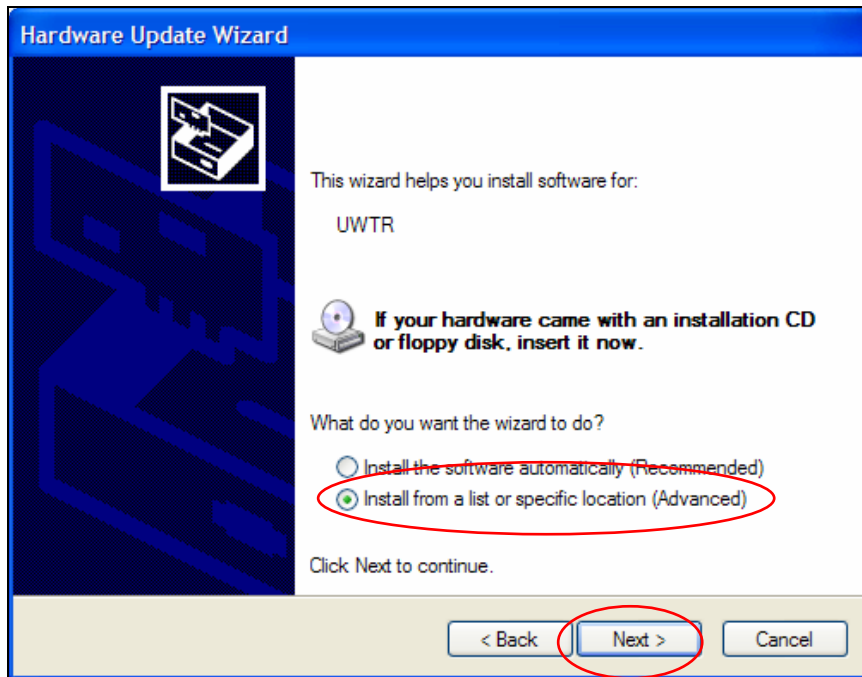 Hardware Update Wizard
This wizard helps you install software for:
UWTR
If your hardware came with an installation CD
or floppy disk, insert it now.
What do you want the wizard to do?
Install the software automatically (Recommended)
Install from a list or specific location (Advanced)
Click Next to continue.
< Back
Next >
Cancel